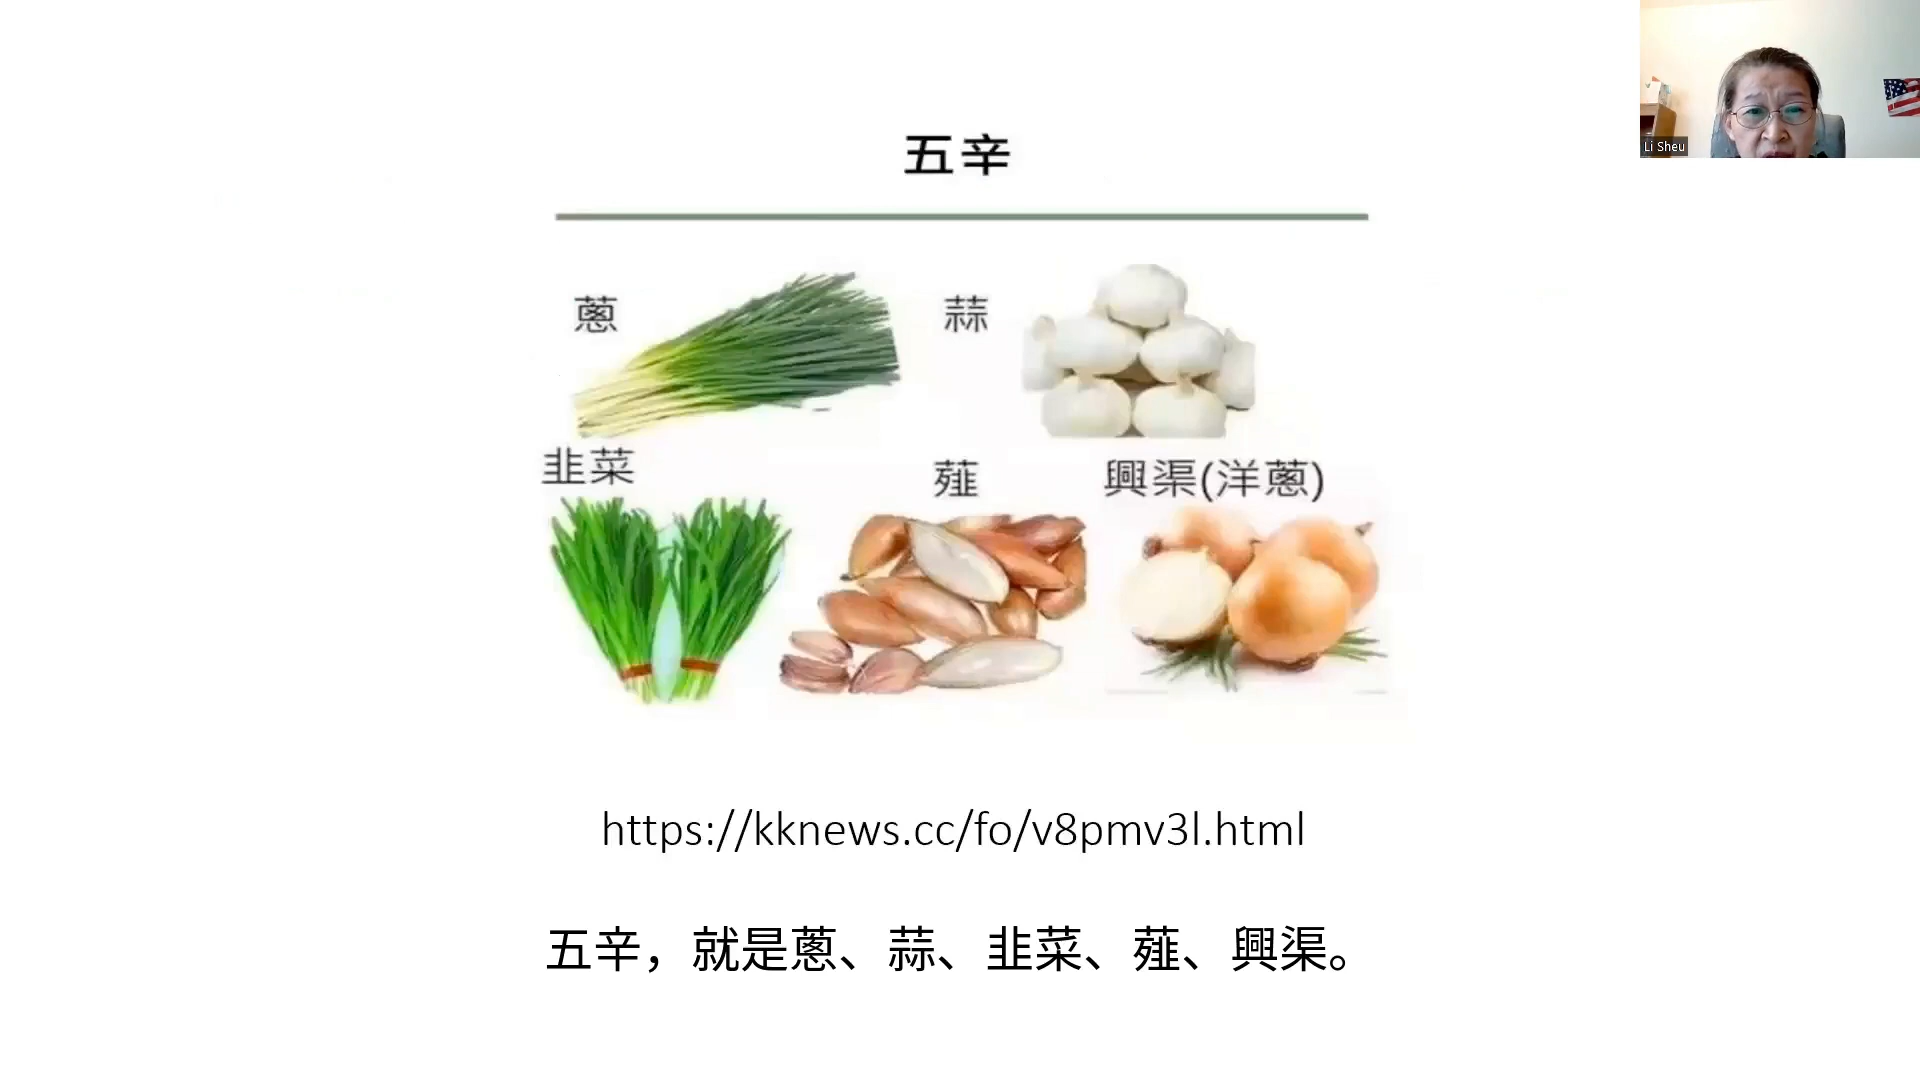 Li Sheu
五辛
蔥 蒜
韭菜 薤 興渠(洋蔥)
https://kknews.cc/fo/v8pmv3l.html
五辛，就是蔥、蒜、韭菜、薤、興渠。